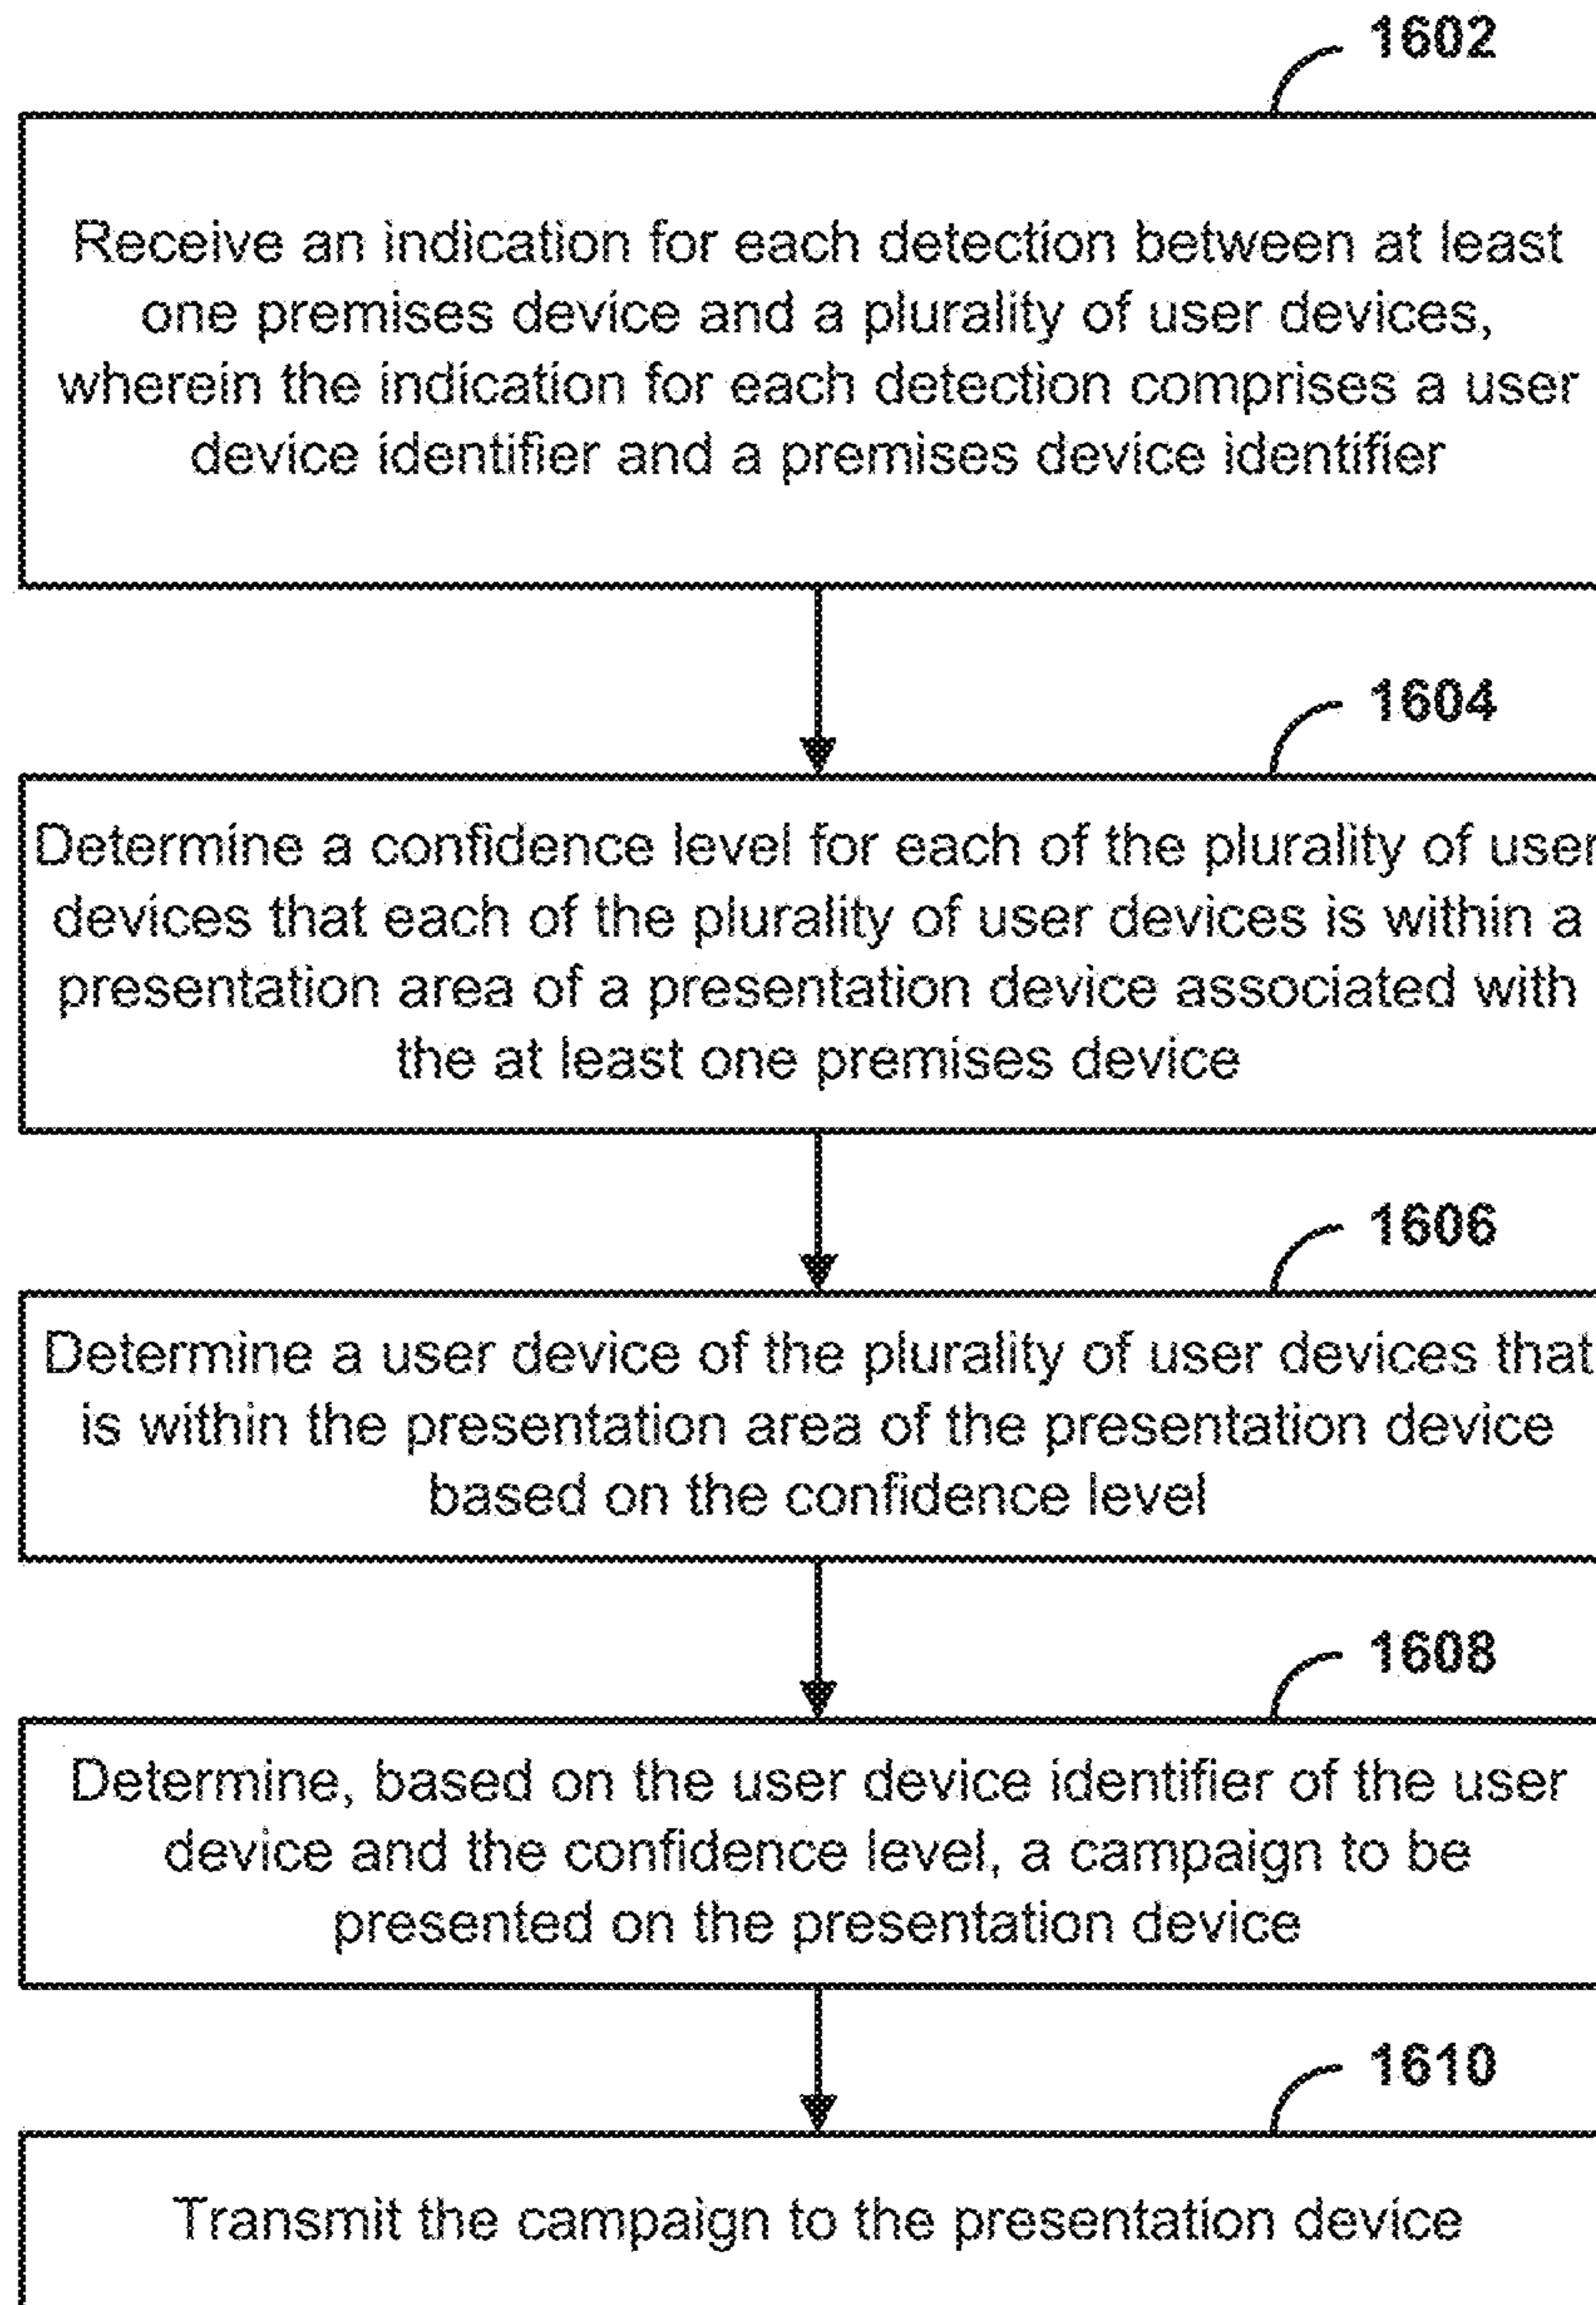 1602
Receive an indication for each detection between at least
one premises device and a plurality of user devices,
wherein the indication for each detection comprises a user
device identifier and a premises device identifier
1604
Determine a confidence level for each of the plurality of user
devices that each of the plurality of user devices is within a
presentation area of a presentation device associated with
the at least one premises device
1606
Determine a user device of the plurality of user devices that
is within the presentation area of the presentation device
based on the confidence level
1608
Determine, based on the user device identifier of the user
device and the confidence level, a campaign to be
presented on the presentation device
1610
Transmit the campaign to the presentation device